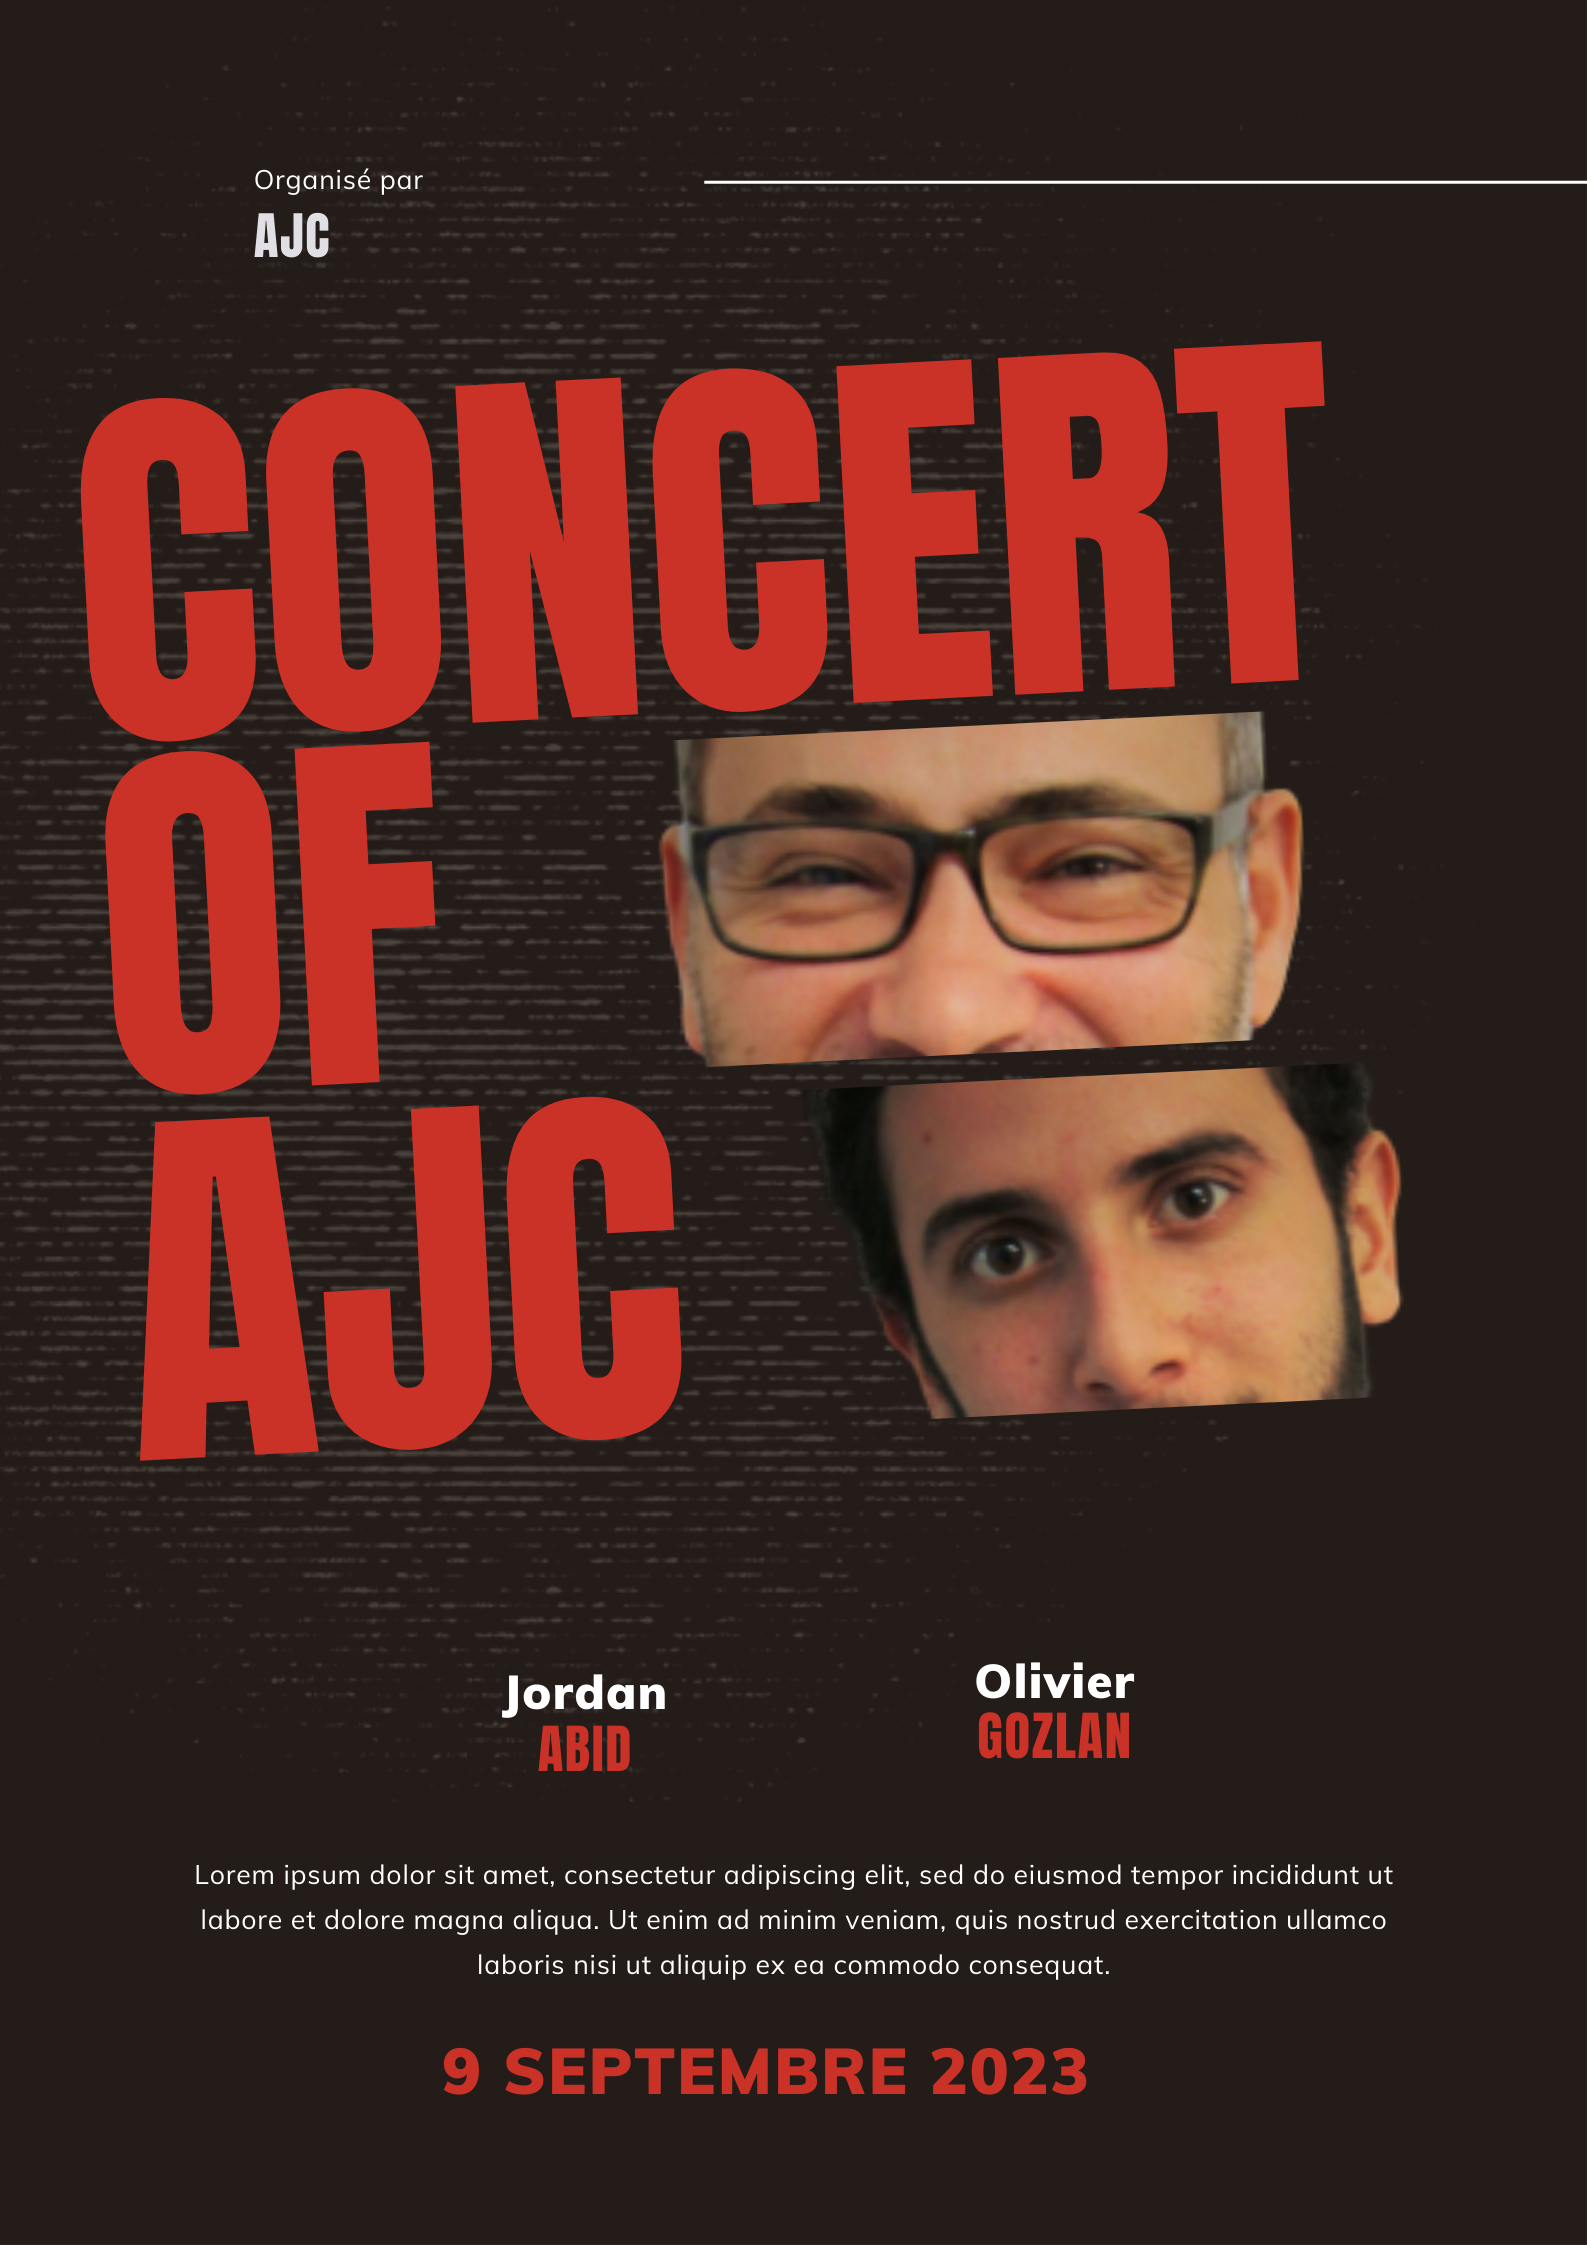 Organisé par
AJC
CONCERT
OF
AJC
Jordan
ABID
Olivier
GOZLAN
Lorem ipsum dolor sit amet, consectetur adipiscing elit, sed do eiusmod tempor incididunt ut
labore et dolore magna aliqua. Ut enim ad minim veniam, quis nostrud exercitation ullamco
laboris nisi ut aliquip ex ea commodo consequat.
9 SEPTEMBRE 2023